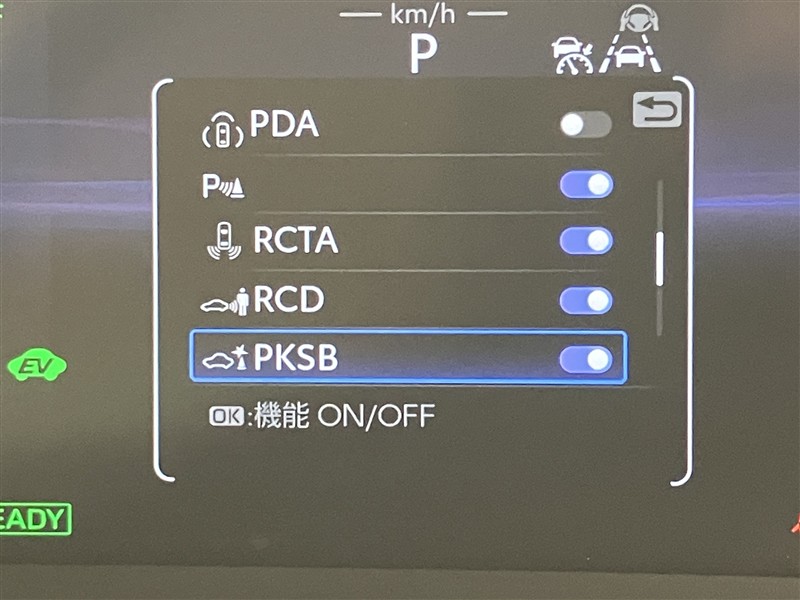 km/h
P
PDA
P
RCTA
RCD
PKSB
OK:機能 ON/OFF
EV
EADY